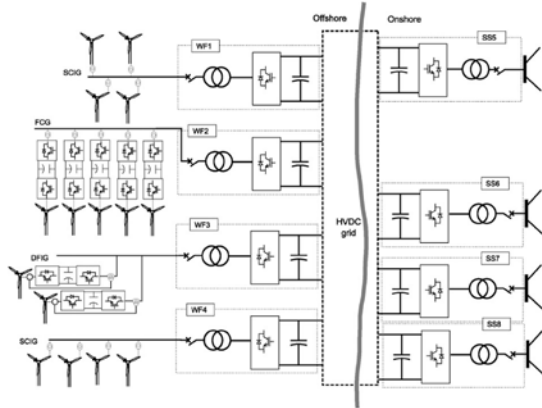 Offshore
Onshore
WF1
SS5
SCIG
FCG
WF2
SS6
HVDC
grid
WF3
DFIG
SS7
WF4
SS8
SCIG